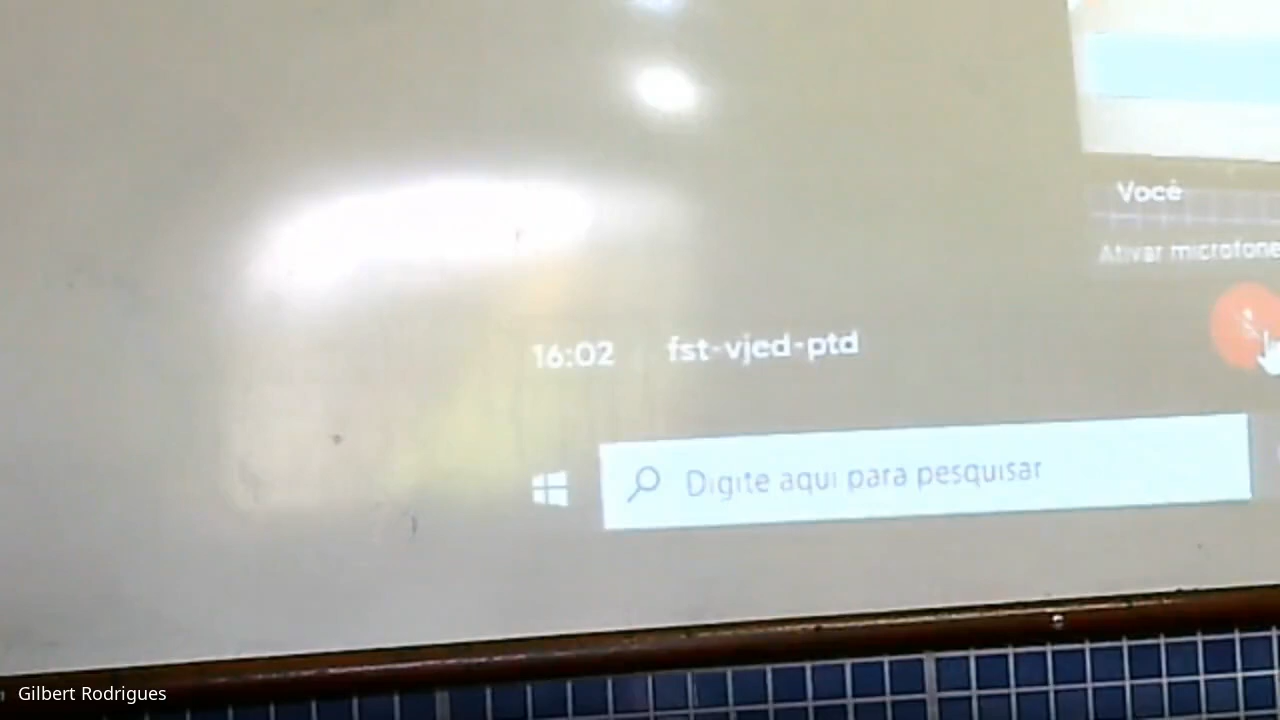 Você
Ativar microfone
16:02 fst-vjed-ptd
Digite aqui para pesquisar
Gilbert Rodrigues